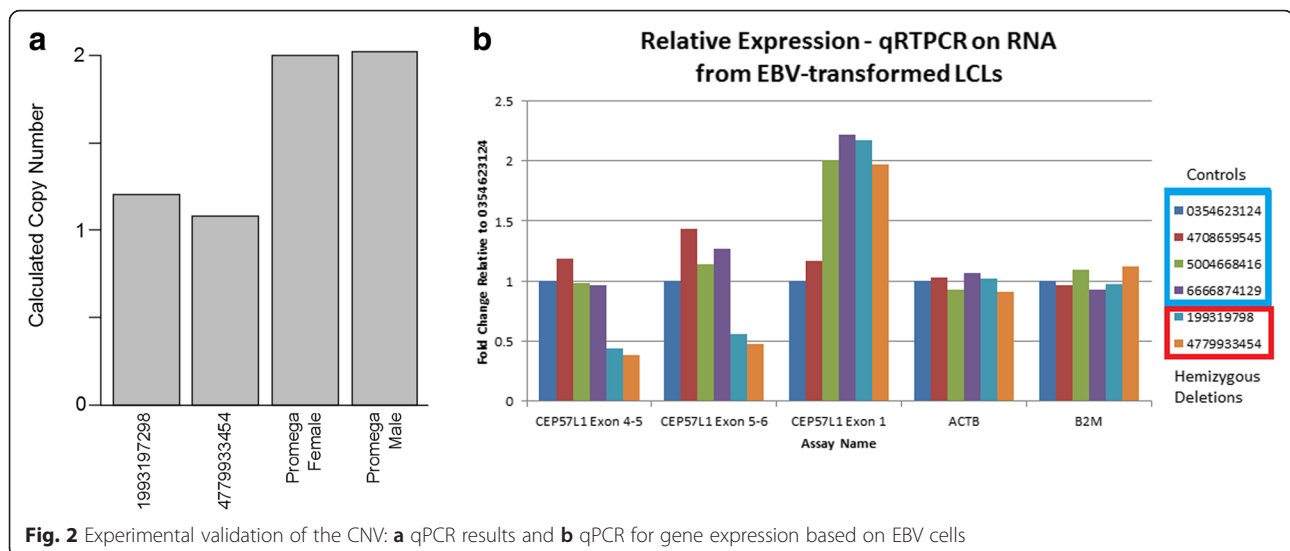 a
2
1
0
Calculated Copy Number
1993197298
4779933454
Promega
Female
Promega
Male
b
Relative Expression - qRTPCR on RNA
from EBV-transformed LCLs
Fold Change Relative to 0354623124
2.5
2
1.5
1
0.5
0
CEP57L1 Exon 4-5
CEP57L1 Exon 5-6
CEP57L1 Exon 1
ACTB
B2M
Assay Name
Controls
0354623124
4708659545
5004668416
6666874129
199319798
4779933454
Hemizygous
Deletions
Fig. 2 Experimental validation of the CNV: a qPCR results and b qPCR for gene expression based on EBV cells